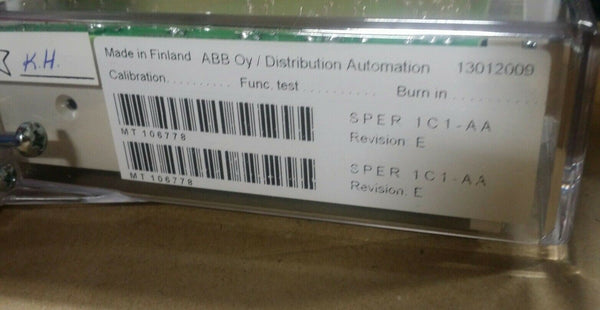 K.H.
Made in Finland ABB Oy / Distribution Automation 13012009
Calibration.......... Func. test ............ Burn in ............
SPER 1C1-AA
MT 106778
Revision. E
SPER 1C1-AA
MT 106778
Revision. E